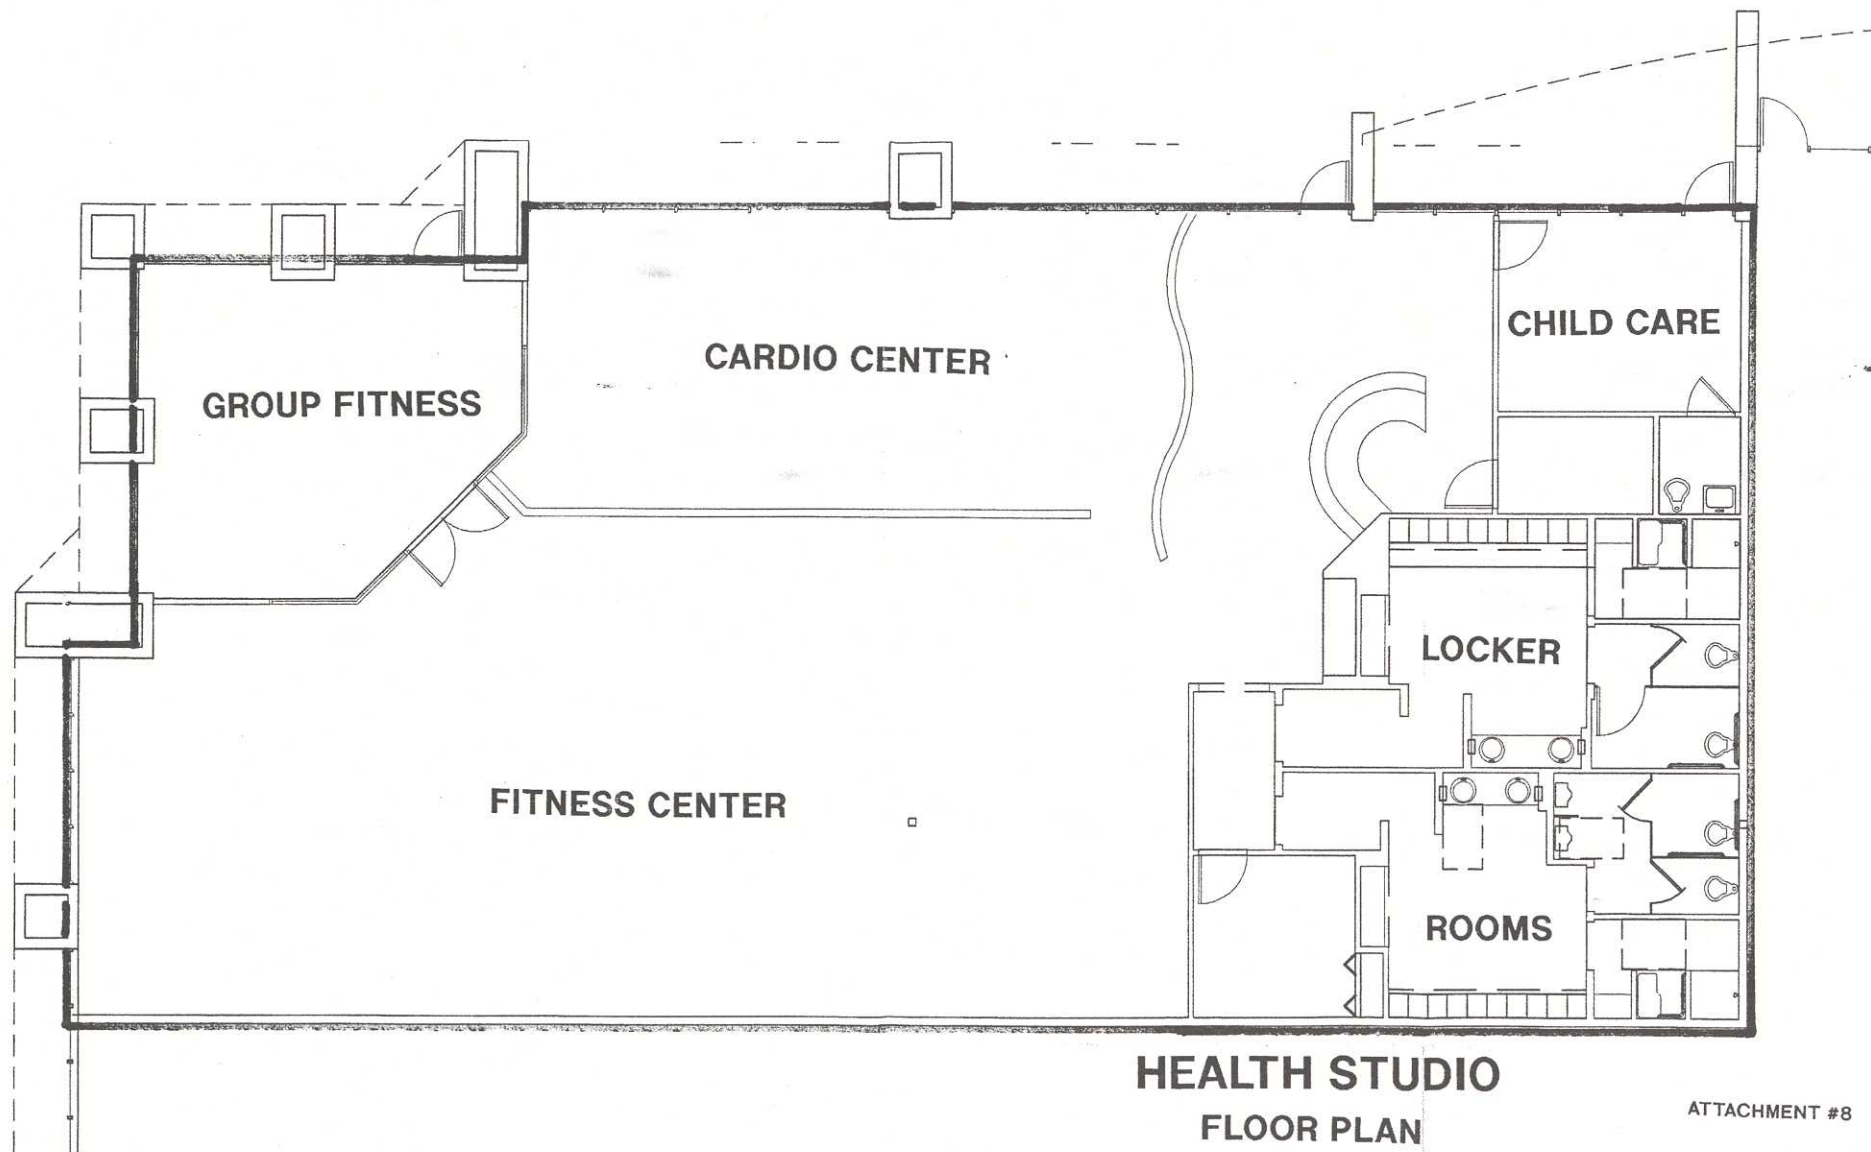 CHILD CARE
CARDIO CENTER
GROUP FITNESS
LOCKER
FITNESS CENTER
ROOMS
HEALTH STUDIO
FLOOR PLAN
ATTACHMENT #8